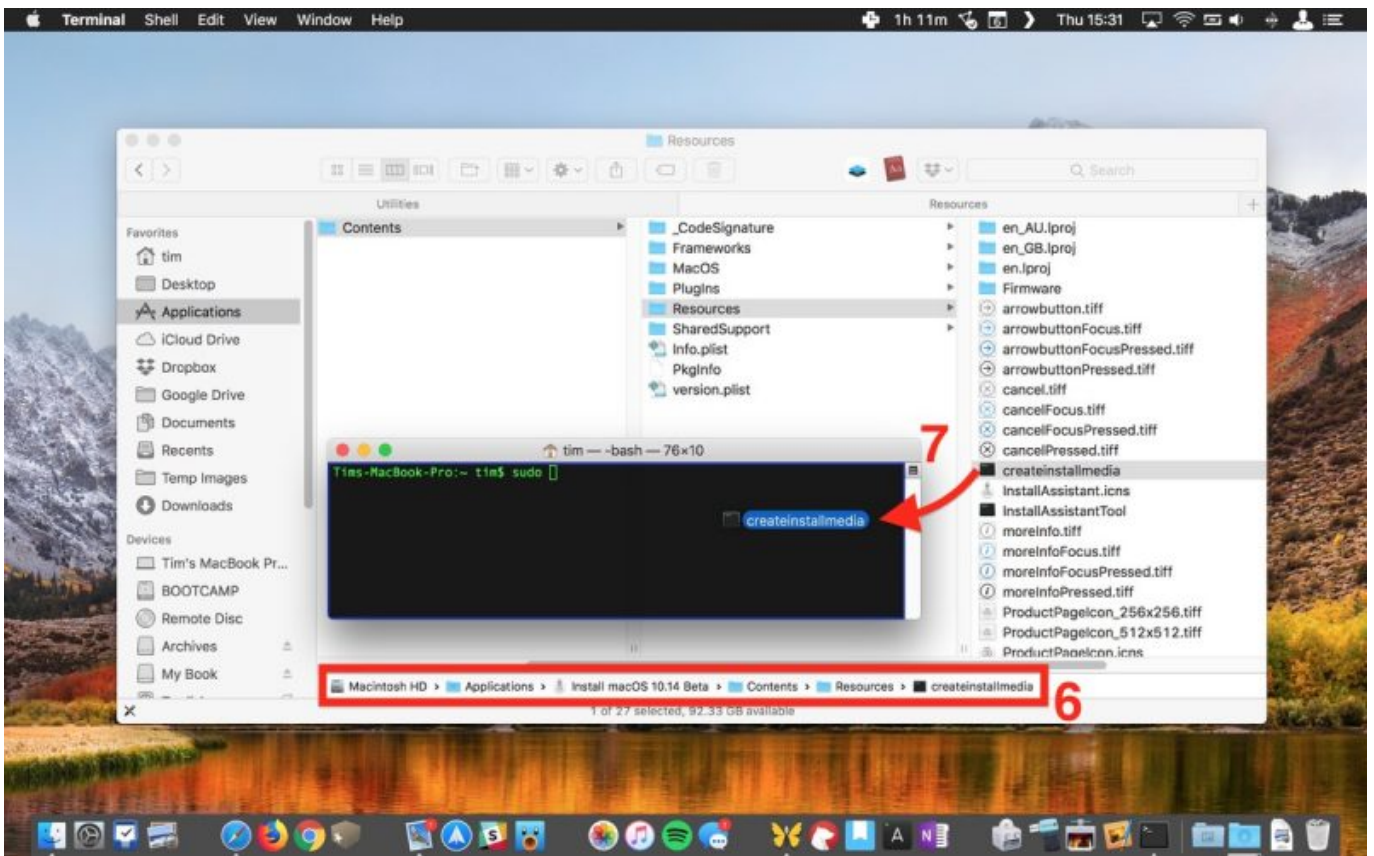 Terminal Shell Edit View Window Help 1h 11m 6 Thu 15:31
Resources
Search
Utilities
Resources
Favorites
tim
Desktop
Applications
iCloud Drive
Dropbox
Google Drive
Documents
Recents
Temp Images
Downloads
Devices
Tim's MacBook Pr...
BOOTCAMP
Remote Disc
Archives
My Book
Contents
_CodeSignature
Frameworks
MacOS
PlugIns
Resources
SharedSupport
Info.plist
PkgInfo
version.plist
en_AU.lproj
en_GB.lproj
en.lproj
Firmware
arrowbutton.tiff
arrowbuttonFocus.tiff
arrowbuttonFocusPressed.tiff
arrowbuttonPressed.tiff
cancel.tiff
cancelFocus.tiff
cancelFocusPressed.tiff
cancelPressed.tiff
createinstallmedia
InstallAssistant.icns
InstallAssistantTool
moreInfo.tiff
moreInfoFocus.tiff
moreInfoFocusPressed.tiff
moreInfoPressed.tiff
ProductPageIcon_256x256.tiff
ProductPageIcon_512x512.tiff
ProductPageIcon.icns
7
tim — -bash — 76×10
Tims-MacBook-Pro:~ tim$ sudo
createinstallmedia
Macintosh HD › Applications › Install macOS 10.14 Beta › Contents › Resources › createinstallmedia
6
1 of 27 selected, 92.33 GB available